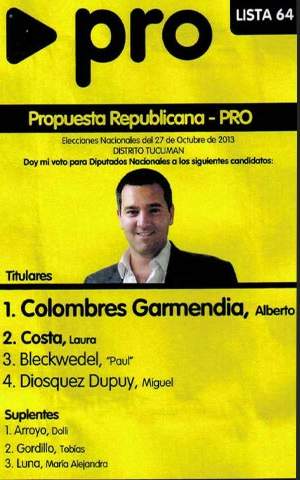 LISTA 64
pro
Propuesta Republicana - PRO
Elecciones Nacionales del 27 de Octubre de 2013
DISTRITO TUCUMAN
Doy mi voto para Diputados Nacionales a los siguientes candidatos:
Titulares
1. Colombres Garmendia, Alberto
2. Costa, Laura
3. Bleckwedel, "Paul"
4. Diosquez Dupuy, Miguel
Suplentes
1. Arroyo, Dolli
2. Gordillo, Tobías
3. Luna, María Alejandra